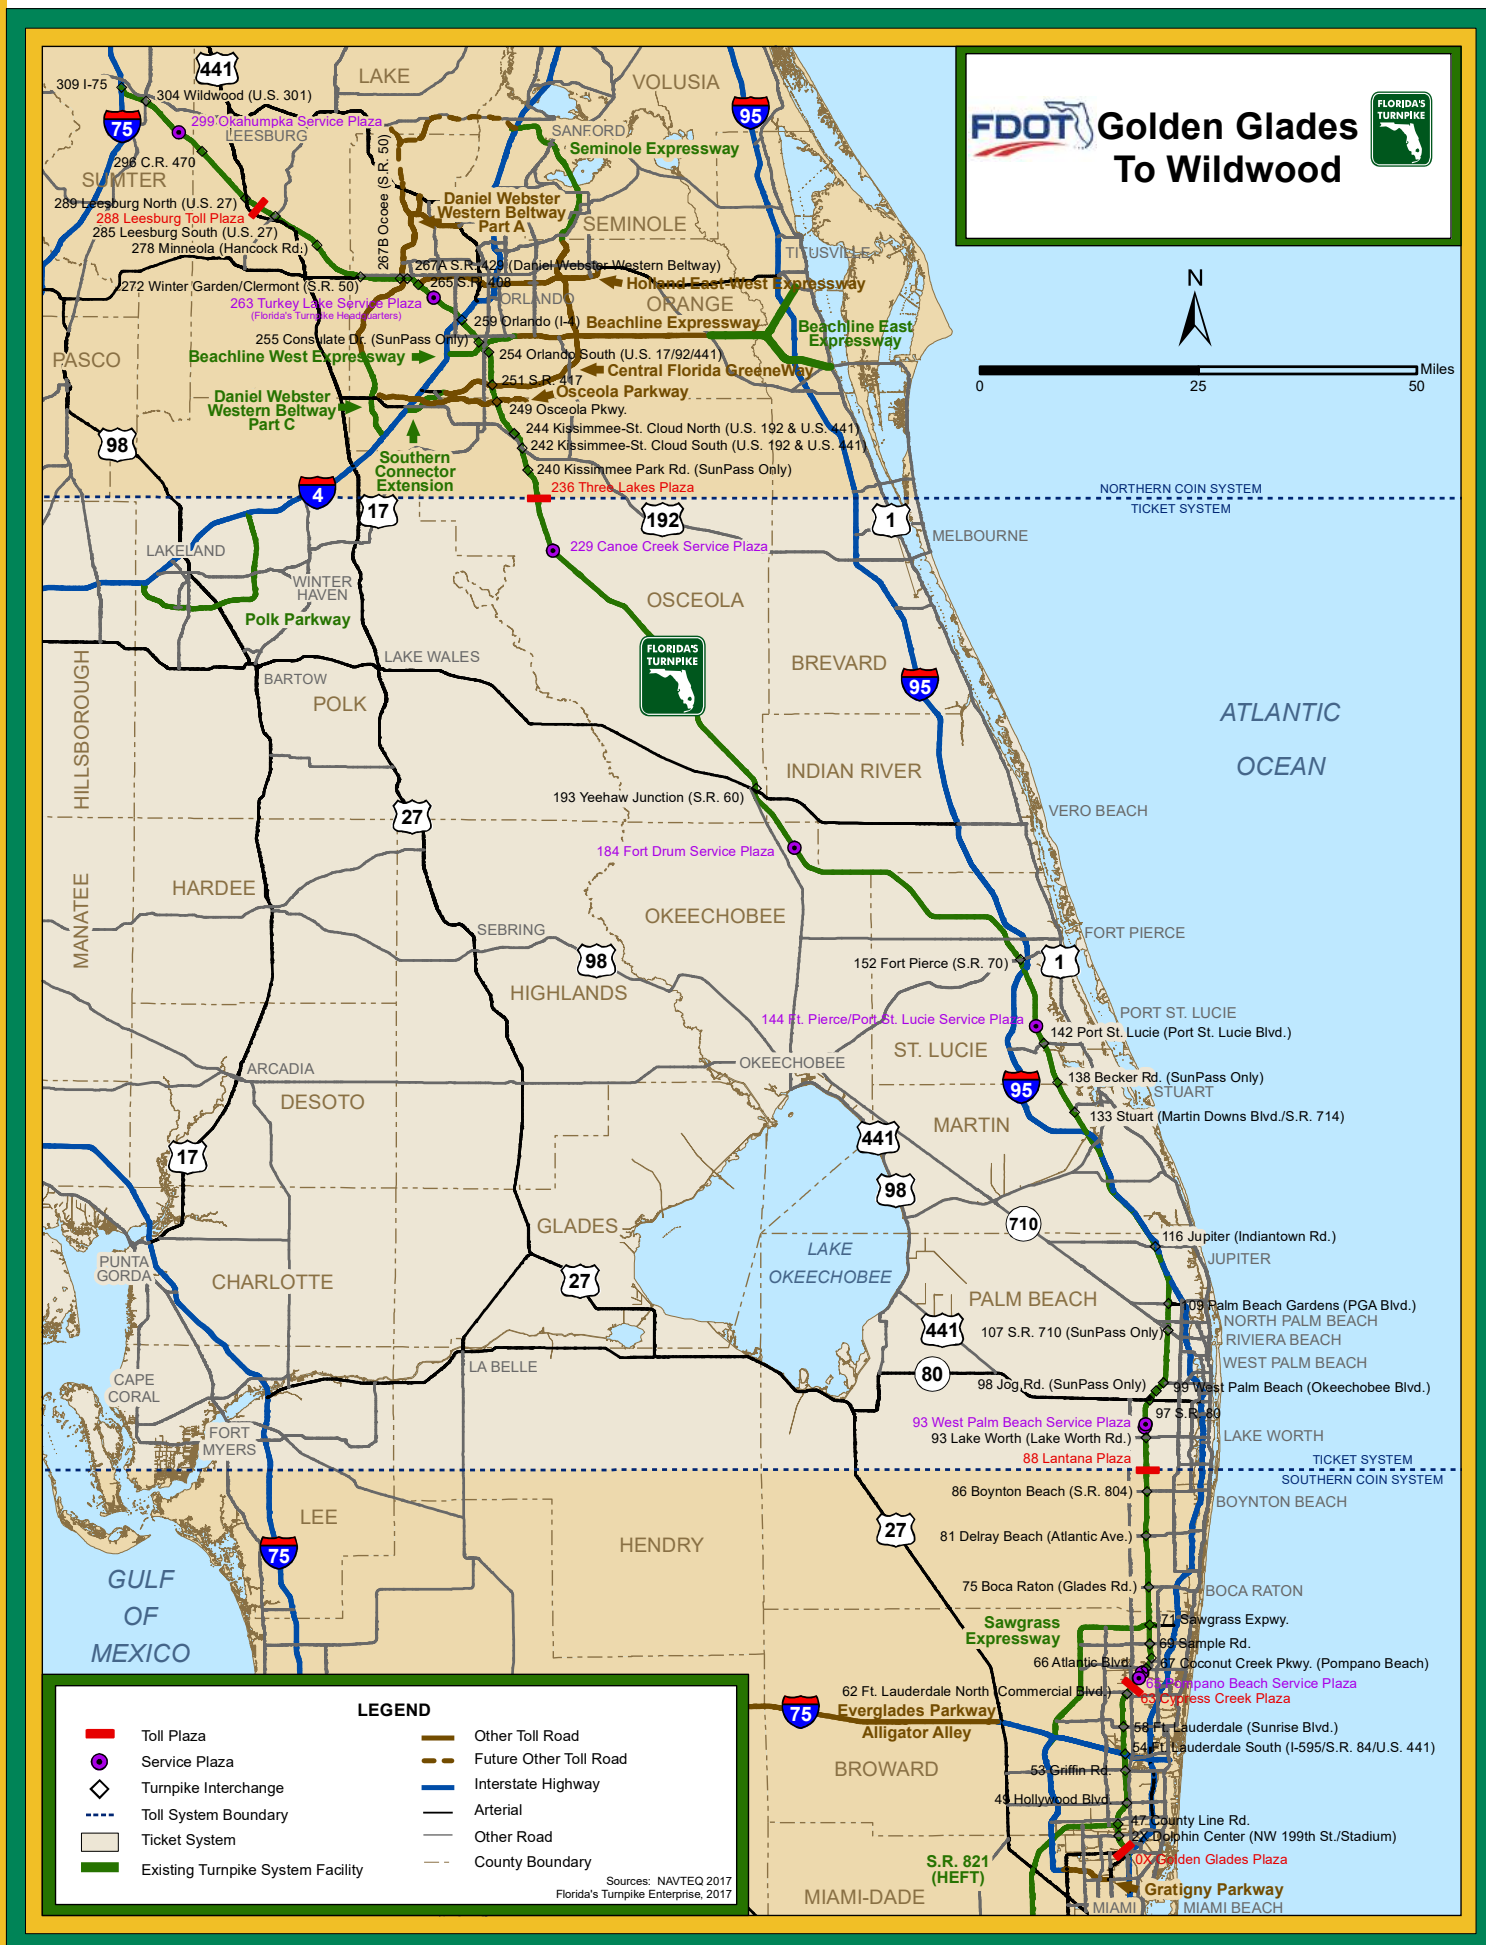 FDOT
Golden Glades
To Wildwood
FLORIDA'S
TURNPIKE
N
Miles
0
25
50
309 I-75
441
LAKE
VOLUSIA
95
304 Wildwood (U.S. 301)
75
299 Okahumpka Service Plaza
LEESBURG
SANFORD
Seminole Expressway
296 C.R. 470
SUMTER
267B Ocoee (S.R. 50)
289 Leesburg North (U.S. 27)
288 Leesburg Toll Plaza
285 Leesburg South (U.S. 27)
278 Minneola (Hancock Rd.)
Daniel Webster
Western Beltway
Part A
SEMINOLE
TITUSVILLE
267A S.R. 429 (Daniel Webster Western Beltway)
272 Winter Garden/Clermont (S.R. 50)
265 S.R. 408
Holland East-West Expressway
263 Turkey Lake Service Plaza
(Florida's Turnpike Headquarters)
ORLANDO
ORANGE
259 Orlando (I-4)
Beachline Expressway
Beachline East
Expressway
255 Consulate Dr. (SunPass Only)
Beachline West Expressway
254 Orlando South (U.S. 17/92/441)
PASCO
Central Florida GreeneWay
251 S.R. 417
Osceola Parkway
Daniel Webster
Western Beltway
Part C
249 Osceola Pkwy.
244 Kissimmee-St. Cloud North (U.S. 192 & U.S. 441)
98
242 Kissimmee-St. Cloud South (U.S. 192 & U.S. 441)
Southern
Connector
Extension
240 Kissimmee Park Rd. (SunPass Only)
236 Three Lakes Plaza
4
NORTHERN COIN SYSTEM
TICKET SYSTEM
17
192
1
MELBOURNE
LAKELAND
229 Canoe Creek Service Plaza
WINTER
HAVEN
OSCEOLA
Polk Parkway
FLORIDA'S
TURNPIKE
LAKE WALES
BREVARD
BARTOW
95
HILLSBOROUGH
POLK
ATLANTIC
OCEAN
INDIAN RIVER
193 Yeehaw Junction (S.R. 60)
VERO BEACH
27
184 Fort Drum Service Plaza
MANATEE
HARDEE
OKEECHOBEE
SEBRING
FORT PIERCE
98
152 Fort Pierce (S.R. 70)
1
HIGHLANDS
PORT ST. LUCIE
144 Ft. Pierce/Port St. Lucie Service Plaza
142 Port St. Lucie (Port St. Lucie Blvd.)
ST. LUCIE
OKEECHOBEE
ARCADIA
95
138 Becker Rd. (SunPass Only)
STUART
DESOTO
133 Stuart (Martin Downs Blvd./S.R. 714)
MARTIN
441
17
98
GLADES
710
116 Jupiter (Indiantown Rd.)
LAKE
OKEECHOBEE
JUPITER
PUNTA
GORDA
CHARLOTTE
27
PALM BEACH
109 Palm Beach Gardens (PGA Blvd.)
NORTH PALM BEACH
441
107 S.R. 710 (SunPass Only)
RIVIERA BEACH
LA BELLE
WEST PALM BEACH
80
CAPE
CORAL
98 Jog Rd. (SunPass Only)
99 West Palm Beach (Okeechobee Blvd.)
97 S.R. 80
93 West Palm Beach Service Plaza
FORT
MYERS
93 Lake Worth (Lake Worth Rd.)
LAKE WORTH
88 Lantana Plaza
TICKET SYSTEM
SOUTHERN COIN SYSTEM
86 Boynton Beach (S.R. 804)
BOYNTON BEACH
LEE
27
81 Delray Beach (Atlantic Ave.)
HENDRY
75
GULF
OF
MEXICO
75 Boca Raton (Glades Rd.)
BOCA RATON
Sawgrass
Expressway
71 Sawgrass Expwy.
69 Sample Rd.
66 Atlantic Blvd.
67 Coconut Creek Pkwy. (Pompano Beach)
65 Pompano Beach Service Plaza
62 Ft. Lauderdale North (Commercial Blvd.)
63 Cypress Creek Plaza
75
Everglades Parkway
Alligator Alley
58 Ft. Lauderdale (Sunrise Blvd.)
54 Ft. Lauderdale South (I-595/S.R. 84/U.S. 441)
BROWARD
53 Griffin Rd.
49 Hollywood Blvd.
47 County Line Rd.
2X Dolphin Center (NW 199th St./Stadium)
S.R. 821
(HEFT)
0X Golden Glades Plaza
Gratigny Parkway
MIAMI-DADE
MIAMI
MIAMI BEACH
LEGEND
Toll Plaza
Service Plaza
Turnpike Interchange
Toll System Boundary
Ticket System
Existing Turnpike System Facility
Other Toll Road
Future Other Toll Road
Interstate Highway
Arterial
Other Road
County Boundary
Sources: NAVTEQ 2017
Florida's Turnpike Enterprise, 2017